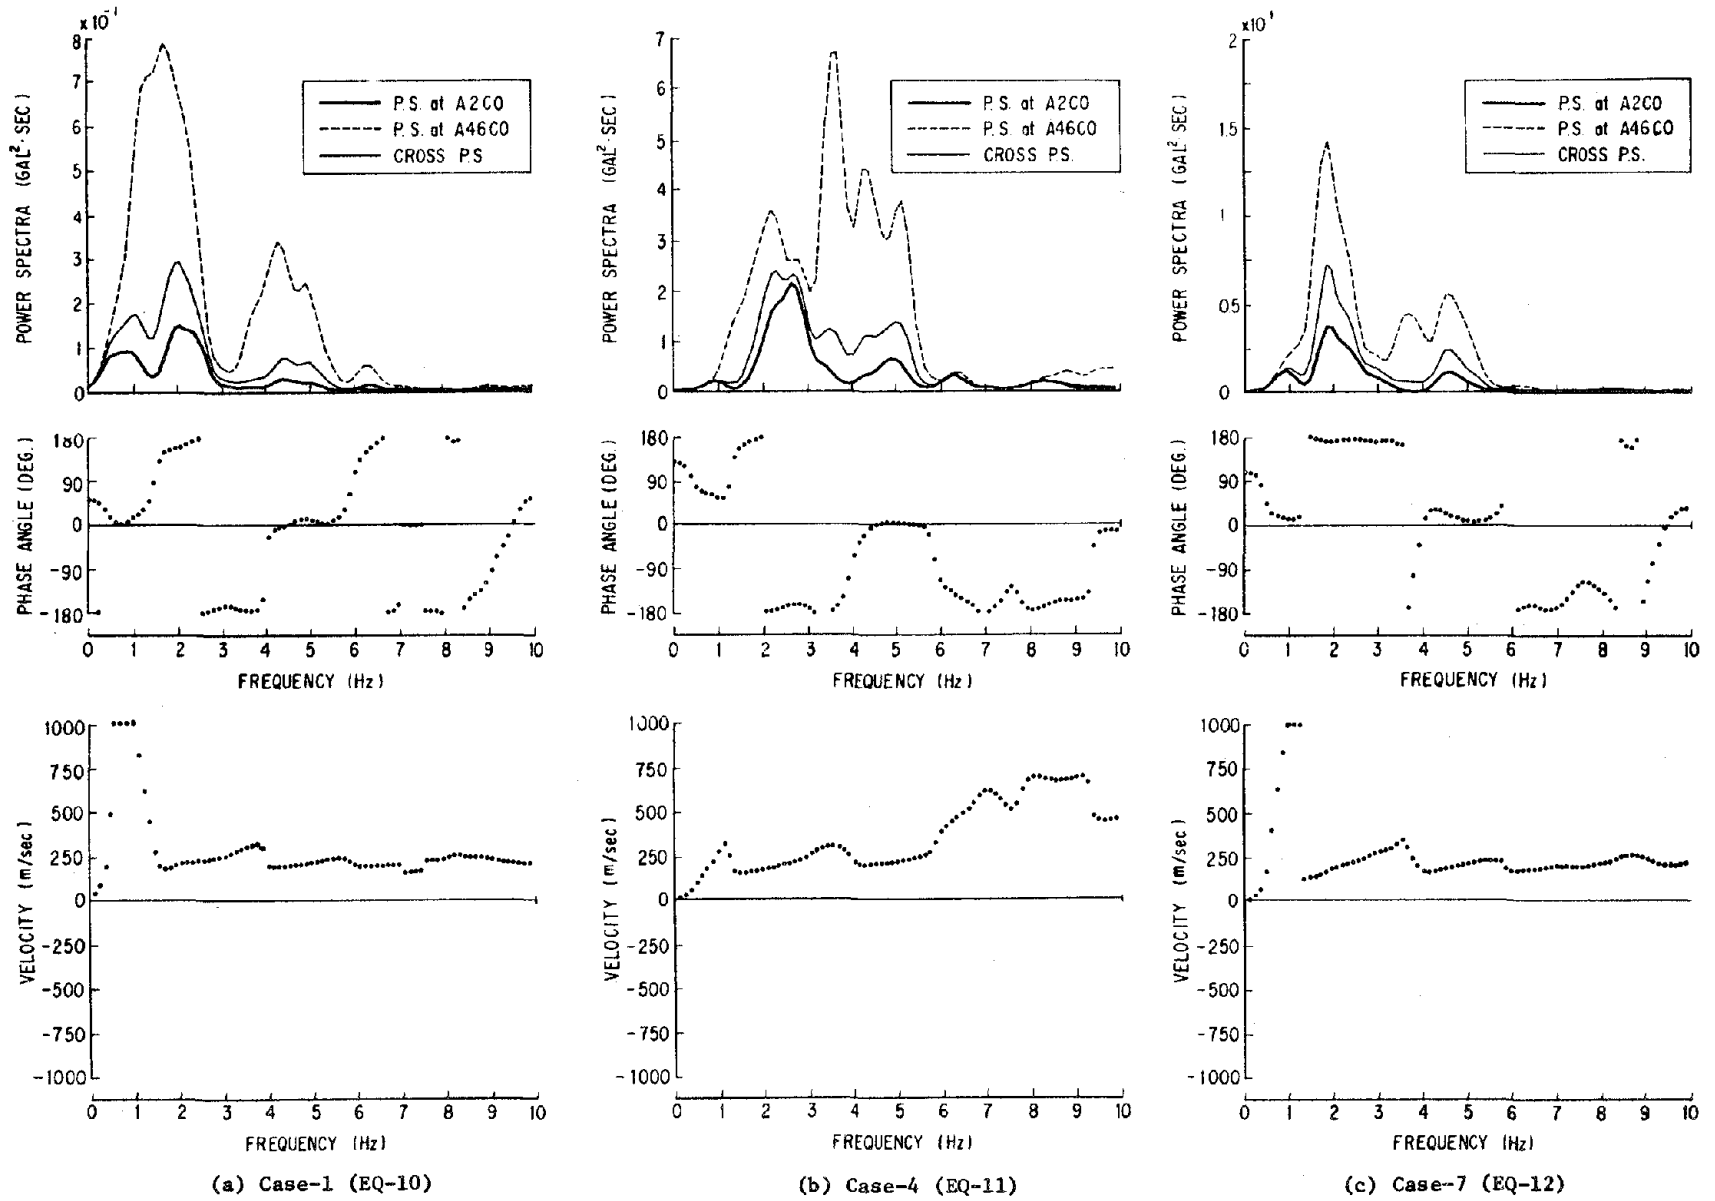 x10⁻¹
8
7
6
5
4
3
2
1
0
POWER SPECTRA (GAL²·SEC)
P.S. at A2CO
P.S. at A46CO
CROSS P.S
180
90
0
-90
-180
PHASE ANGLE (DEG.)
0 1 2 3 4 5 6 7 8 9 10
FREQUENCY (Hz)
1000
750
500
250
0
-250
-500
-750
-1000
VELOCITY (m/sec)
0 1 2 3 4 5 6 7 8 9 10
FREQUENCY (Hz)
(a) Case-1 (EQ-10)
7
6
5
4
3
2
1
0
POWER SPECTRA (GAL²·SEC)
P.S. at A2CO
P.S. at A46CO
CROSS P.S.
180
90
0
-90
-180
PHASE ANGLE (DEG.)
0 1 2 3 4 5 6 7 8 9 10
FREQUENCY (Hz)
1000
750
500
250
0
-250
-500
-750
-1000
VELOCITY (m/sec)
0 1 2 3 4 5 6 7 8 9 10
FREQUENCY (Hz)
(b) Case-4 (EQ-11)
x10¹
2
1.5
1
0.5
0
POWER SPECTRA (GAL²·SEC)
P.S. at A2CO
P.S. at A46CO
CROSS P.S.
180
90
0
-90
-180
PHASE ANGLE (DEG.)
0 1 2 3 4 5 6 7 8 9 10
FREQUENCY (Hz)
1000
750
500
250
0
-250
-500
-750
-1000
VELOCITY (m/sec)
0 1 2 3 4 5 6 7 8 9 10
FREQUENCY (Hz)
(c) Case-7 (EQ-12)